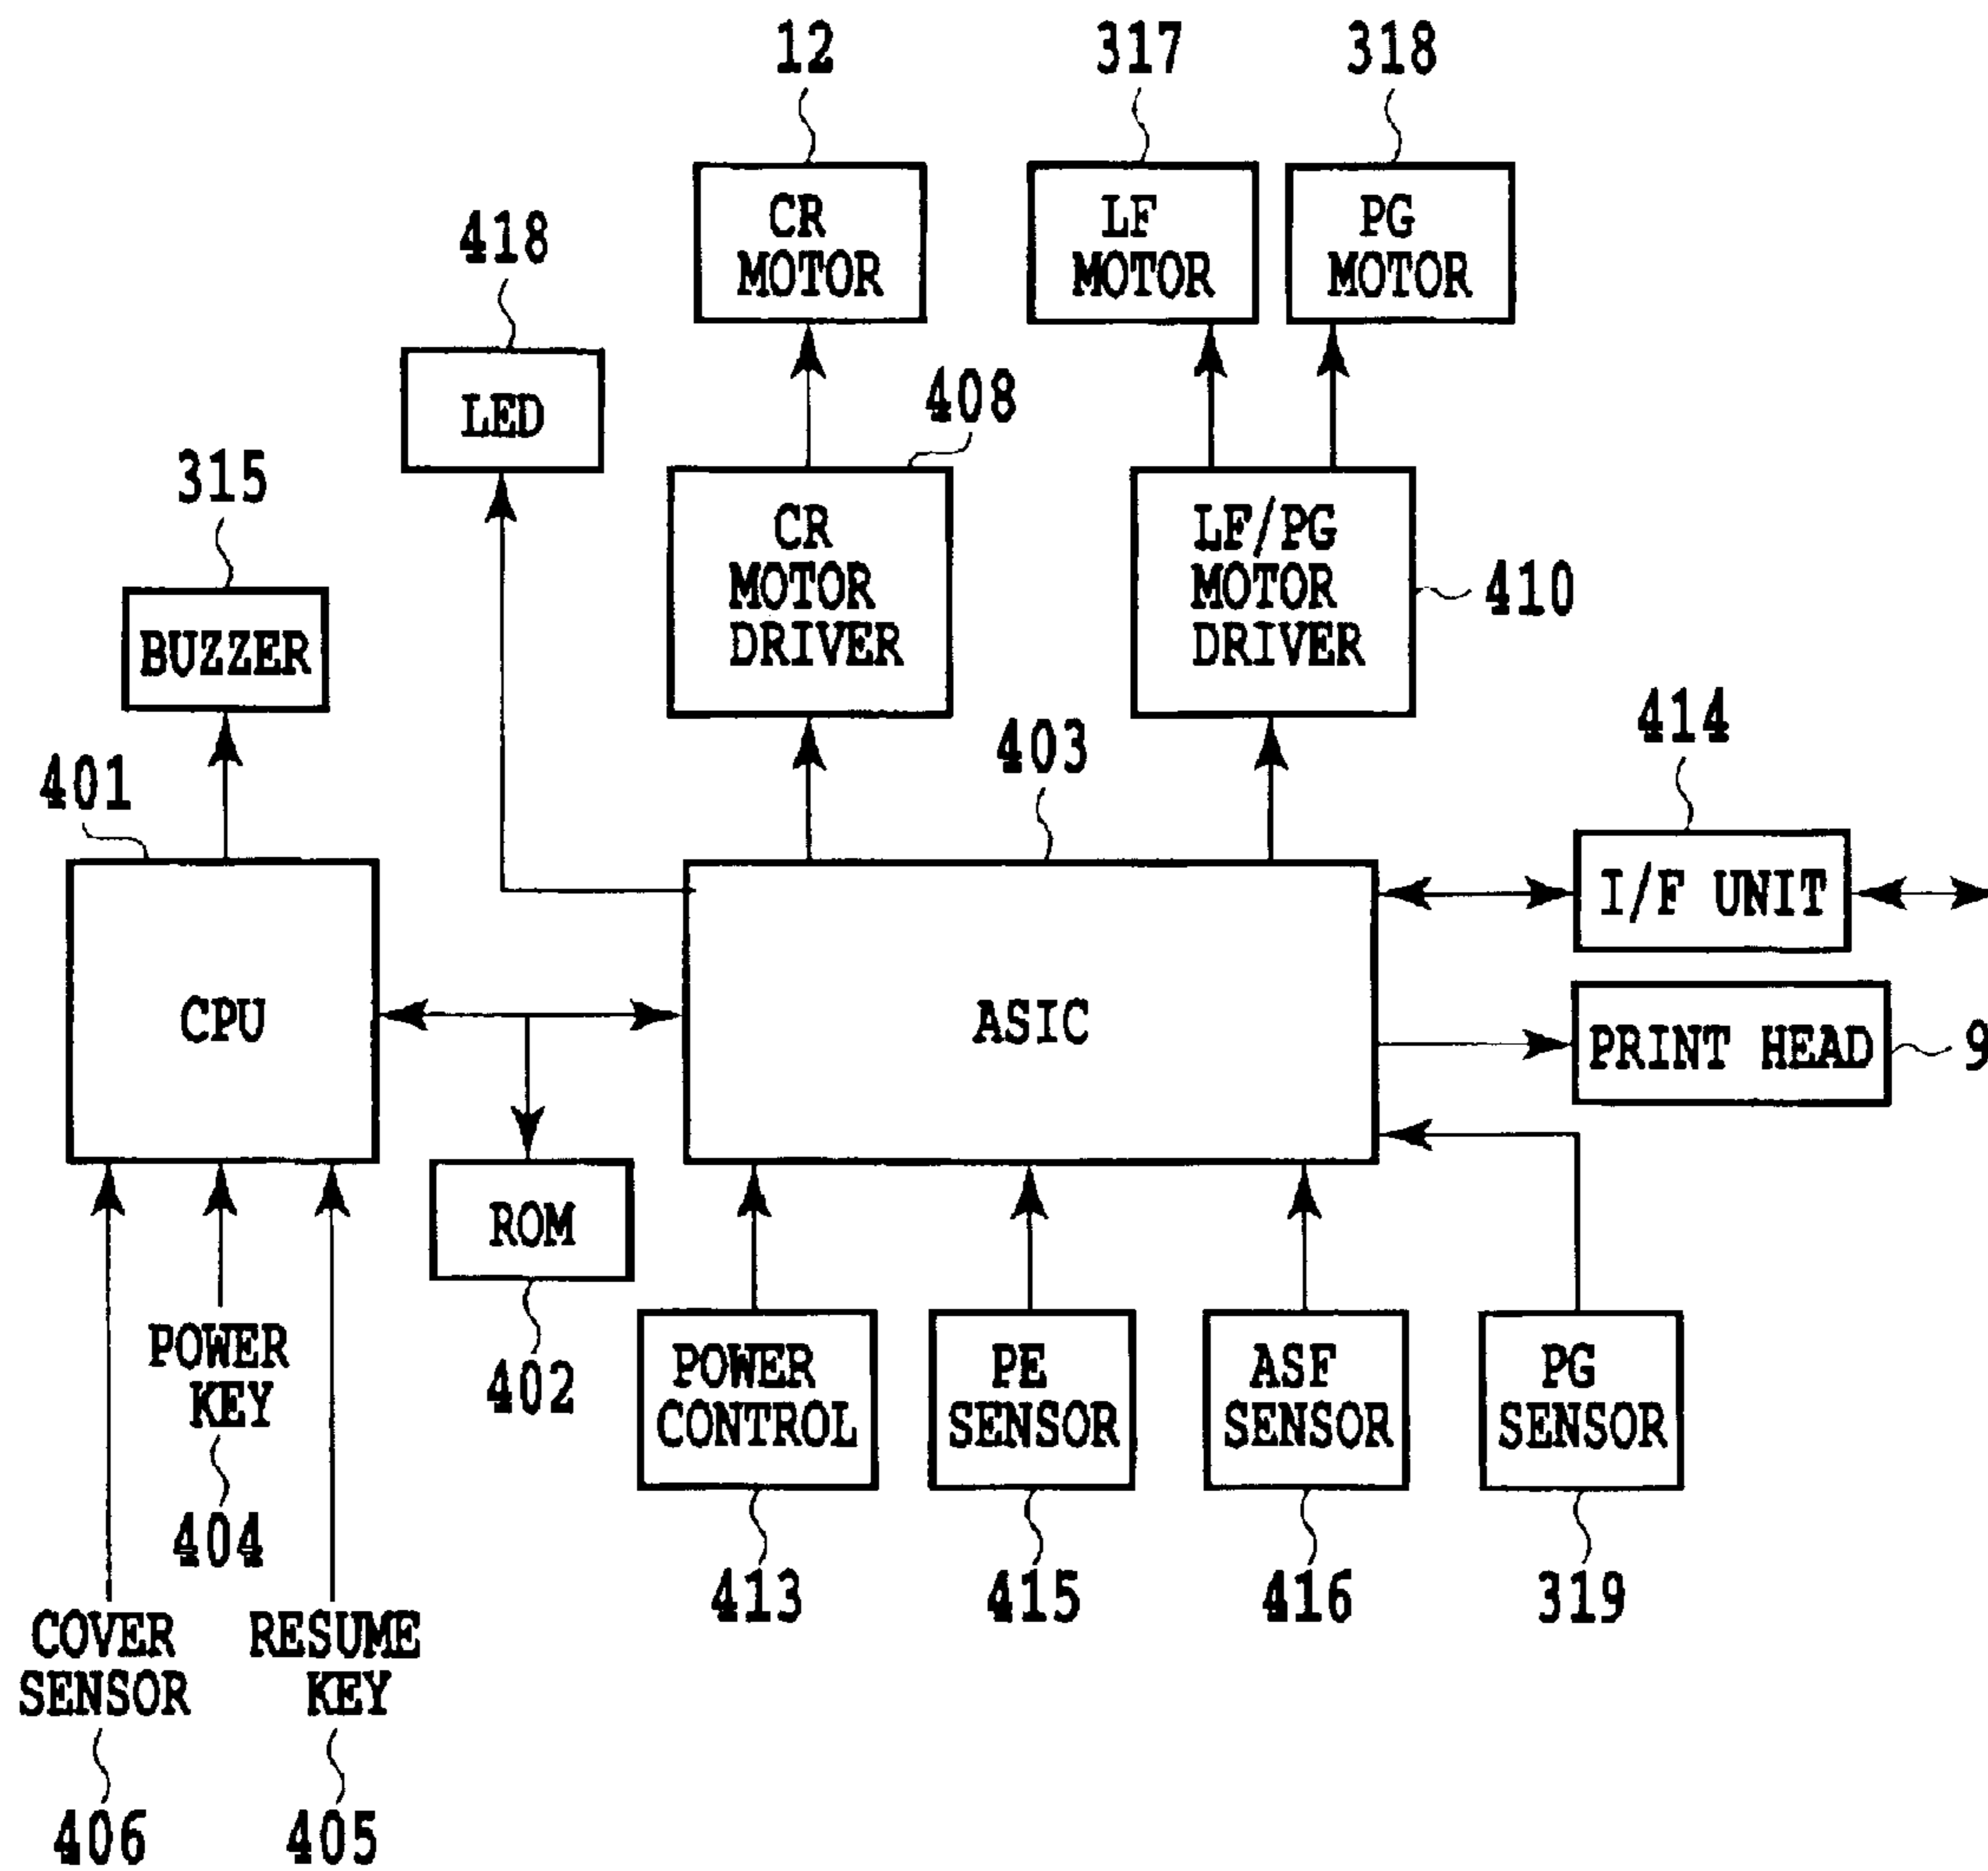 12
317
318
CR
MOTOR
LF
MOTOR
PG
MOTOR
418
LED
408
315
CR
MOTOR
DRIVER
LF/PG
MOTOR
DRIVER
410
BUZZER
401
403
414
CPU
ASIC
I/F UNIT
PRINT HEAD
9
ROM
402
POWER
KEY
404
POWER
CONTROL
413
PE
SENSOR
415
ASF
SENSOR
416
PG
SENSOR
319
COVER
SENSOR
406
RESUME
KEY
405